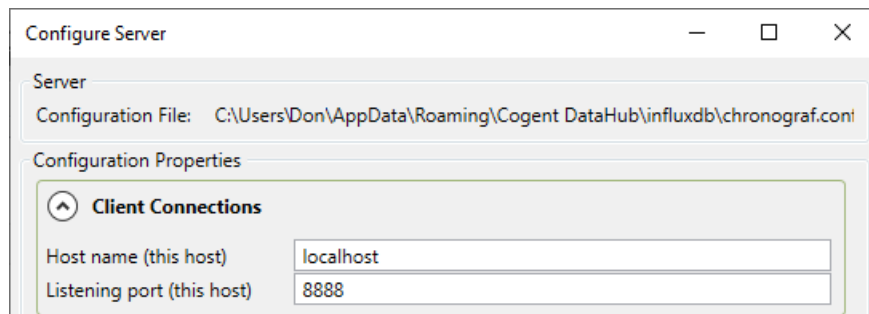 Configure Server
Server
Configuration File: C:\Users\Don\AppData\Roaming\Cogent DataHub\influxdb\chronograf.conf
Configuration Properties
Client Connections
Host name (this host) localhost
Listening port (this host) 8888